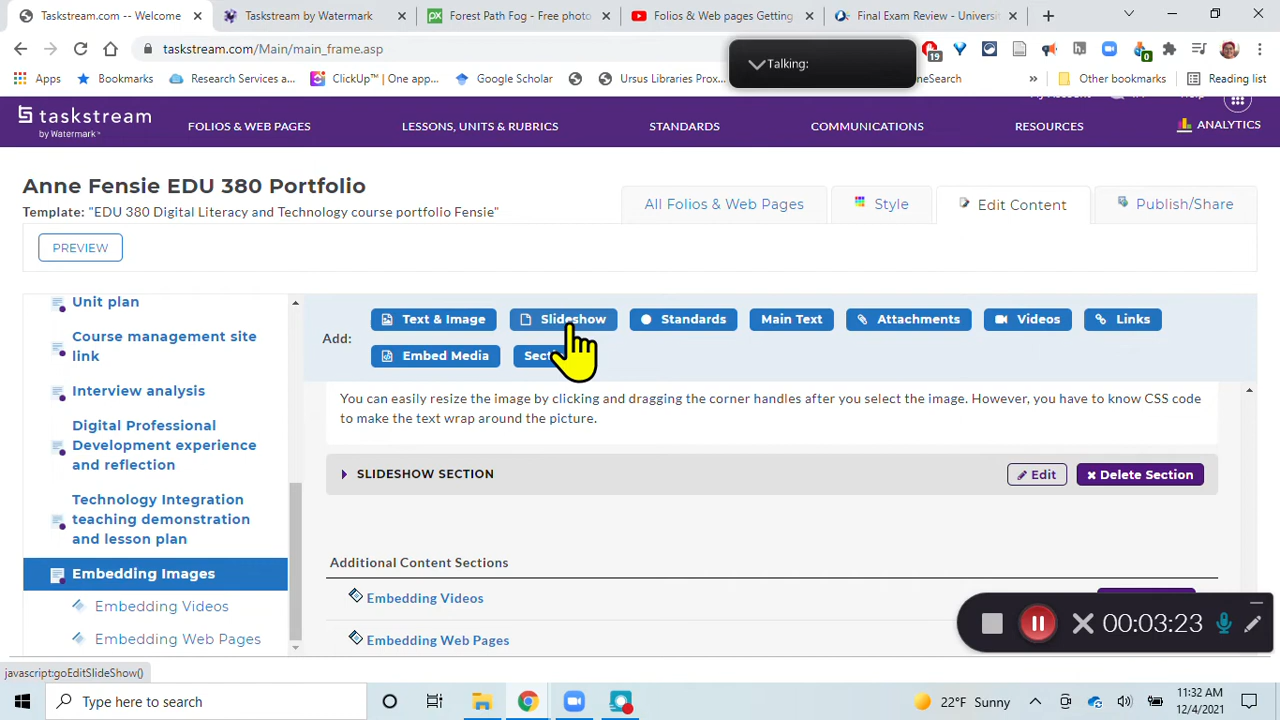 Taskstream.com -- Welcome
Taskstream by Watermark
Forest Path Fog - Free photo
Folios & Web pages Getting
Final Exam Review - Universi
taskstream.com/Main/main_frame.asp
19
0
Apps
Bookmarks
Research Services a...
ClickUp™ | One app...
Google Scholar
Ursus Libraries Prox...
neSearch
»
Other bookmarks
Reading list
Talking:
taskstream
by Watermark™
FOLIOS & WEB PAGES
LESSONS, UNITS & RUBRICS
STANDARDS
COMMUNICATIONS
RESOURCES
ANALYTICS
Anne Fensie EDU 380 Portfolio
Template: "EDU 380 Digital Literacy and Technology course portfolio Fensie"
All Folios & Web Pages
Style
Edit Content
Publish/Share
PREVIEW
Unit plan
Course management site
link
Interview analysis
Digital Professional
Development experience
and reflection
Technology Integration
teaching demonstration
and lesson plan
Embedding Images
Embedding Videos
Embedding Web Pages
Add:
Text & Image
Slideshow
Standards
Main Text
Attachments
Videos
Links
Embed Media
You can easily resize the image by clicking and dragging the corner handles after you select the image. However, you have to know CSS code
to make the text wrap around the picture.
SLIDESHOW SECTION
Edit
Delete Section
Additional Content Sections
Embedding Videos
Embedding Web Pages
00:03:23
javascript:goEditSlideShow()
Type here to search
22°F Sunny
11:32 AM
12/4/2021